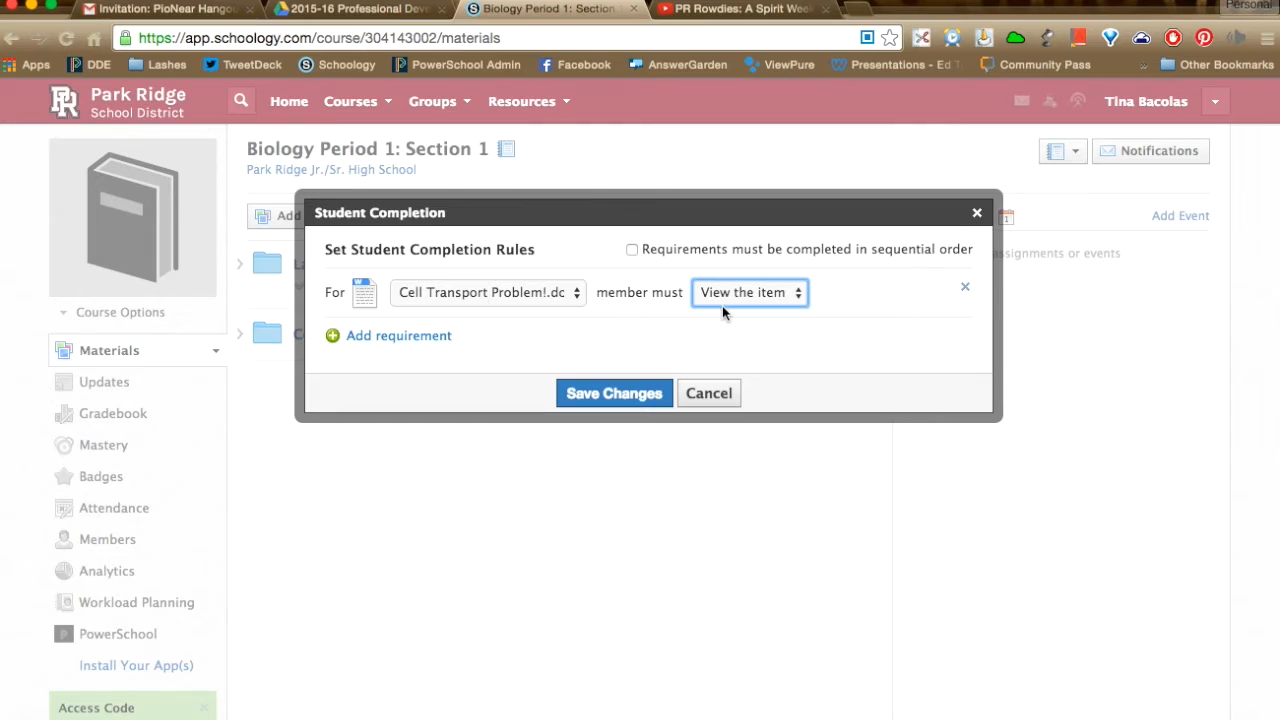 Invitation: PioNear Hango
2015-16 Professional Dev
Biology Period 1: Section
PR Rowdies: A Spirit Wee
Personal
https://app.schoology.com/course/304143002/materials
Apps
DDE
Lashes
TweetDeck
Schoology
PowerSchool Admin
Facebook
AnswerGarden
ViewPure
Presentations - Ed T
Community Pass
»
Other Bookmarks
PR
Park Ridge
School District
Home
Courses
Groups
Resources
Tina Bacolas
Biology Period 1: Section 1
Park Ridge Jr./Sr. High School
Notifications
Add
Add Event
1
assignments or events
Student Completion
Set Student Completion Rules
Requirements must be completed in sequential order
For
Cell Transport Problem!.dc
member must
View the item
Add requirement
Save Changes
Cancel
Course Options
Materials
Updates
Gradebook
Mastery
Badges
Attendance
Members
Analytics
Workload Planning
PowerSchool
Install Your App(s)
Access Code